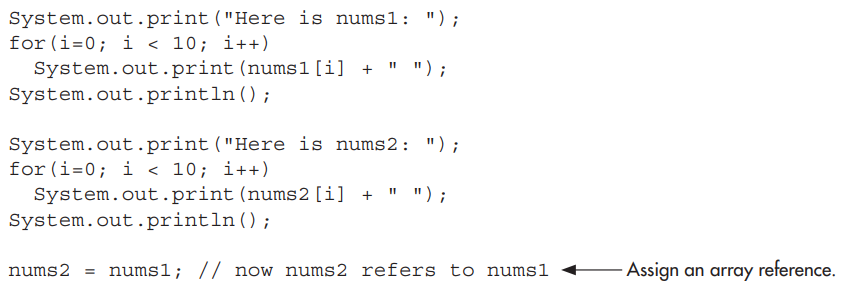 System.out.print("Here is nums1: ");
for(i=0; i < 10; i++)
  System.out.print(nums1[i] + " ");
System.out.println();

System.out.print("Here is nums2: ");
for(i=0; i < 10; i++)
  System.out.print(nums2[i] + " ");
System.out.println();

nums2 = nums1; // now nums2 refers to nums1 Assign an array reference.